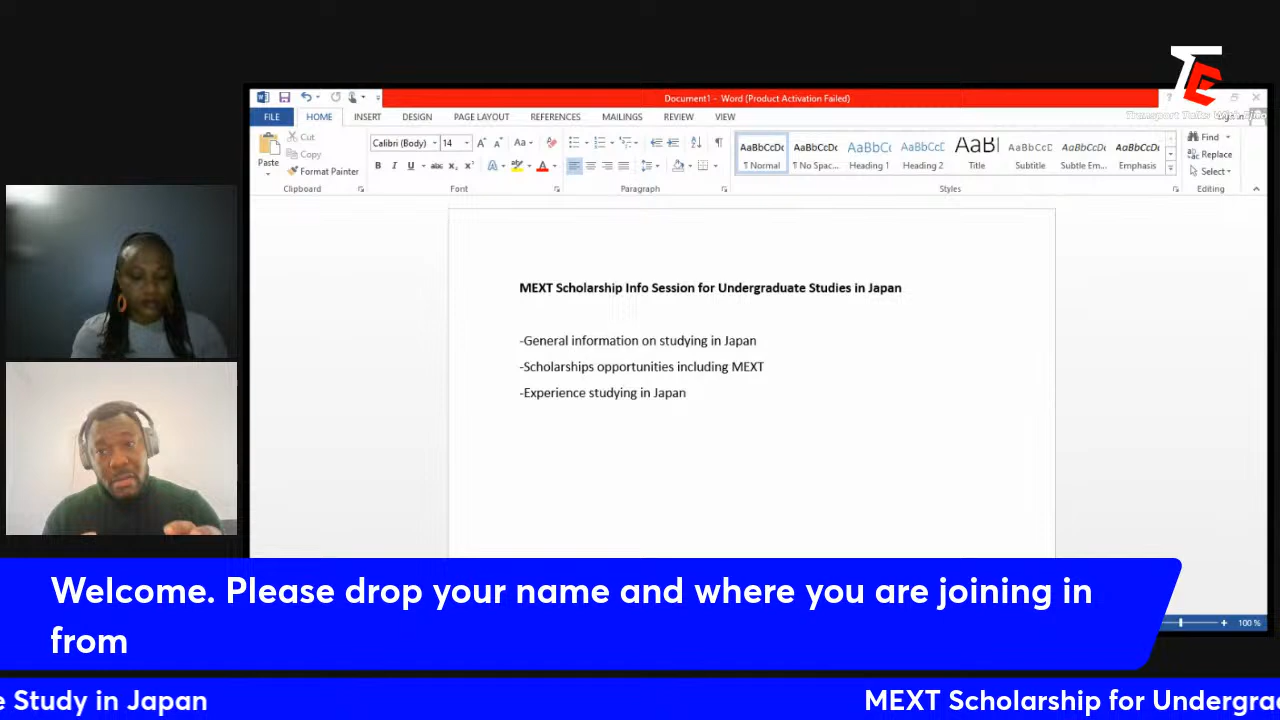 TE
Document1 - Word (Product Activation Failed)
FILE HOME INSERT DESIGN PAGE LAYOUT REFERENCES MAILINGS REVIEW VIEW
Cut
Copy
Format Painter
Paste
Calibri (Body) 14
Clipboard Font Paragraph Styles Editing
AaBbCcDc AaBbCcDc AaBbCc AaBbCc AaBl AaBbCcDc AaBbCcDc AaBbCcDc
¶ Normal ¶ No Spac... Heading 1 Heading 2 Title Subtitle Subtle Em... Emphasis
Find
Replace
Select
MEXT Scholarship Info Session for Undergraduate Studies in Japan
-General information on studying in Japan
-Scholarships opportunities including MEXT
-Experience studying in Japan
Welcome. Please drop your name and where you are joining in
from
100 %
e Study in Japan MEXT Scholarship for Undergra